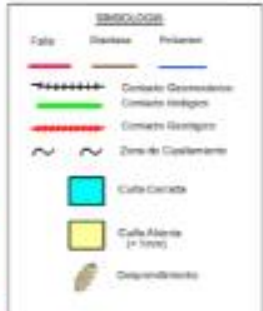 SIMBOLOGIA
Falla Diaclasa
Contacto Geomecánico
Contacto litológico
Contacto Geológico
Zona de Cizallamiento
Cuña Cerrada
Cuña Abierta
Desprendimiento